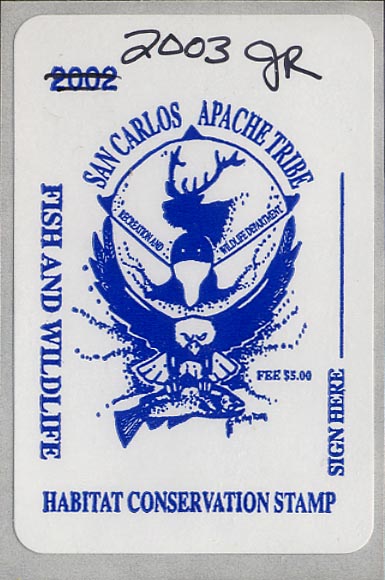 2003 JR
2002
SAN CARLOS APACHE TRIBE
RECREATION AND WILDLIFE DEPARTMENT
FISH AND WILDLIFE
FEE $5.00
SIGN HERE
HABITAT CONSERVATION STAMP